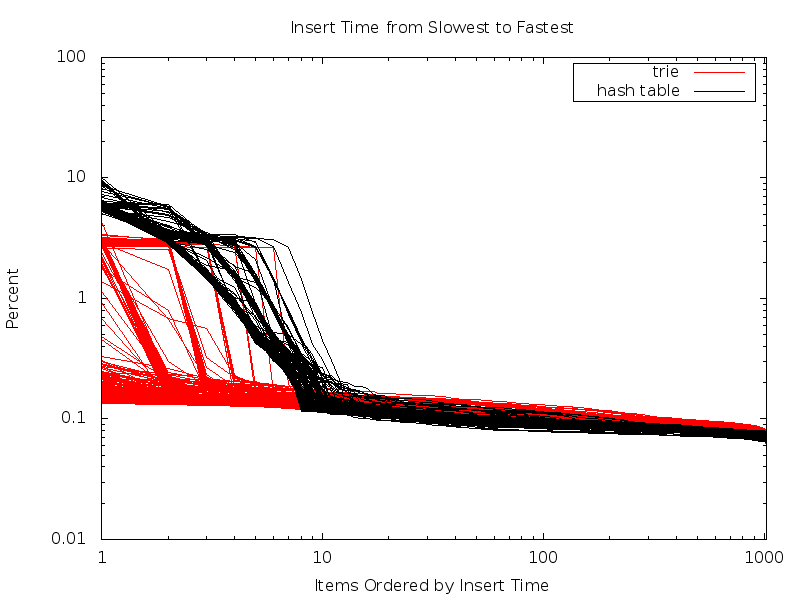 Insert Time from Slowest to Fastest
trie
hash table
100
10
1
0.1
0.01
Percent
1 10 100 1000
Items Ordered by Insert Time